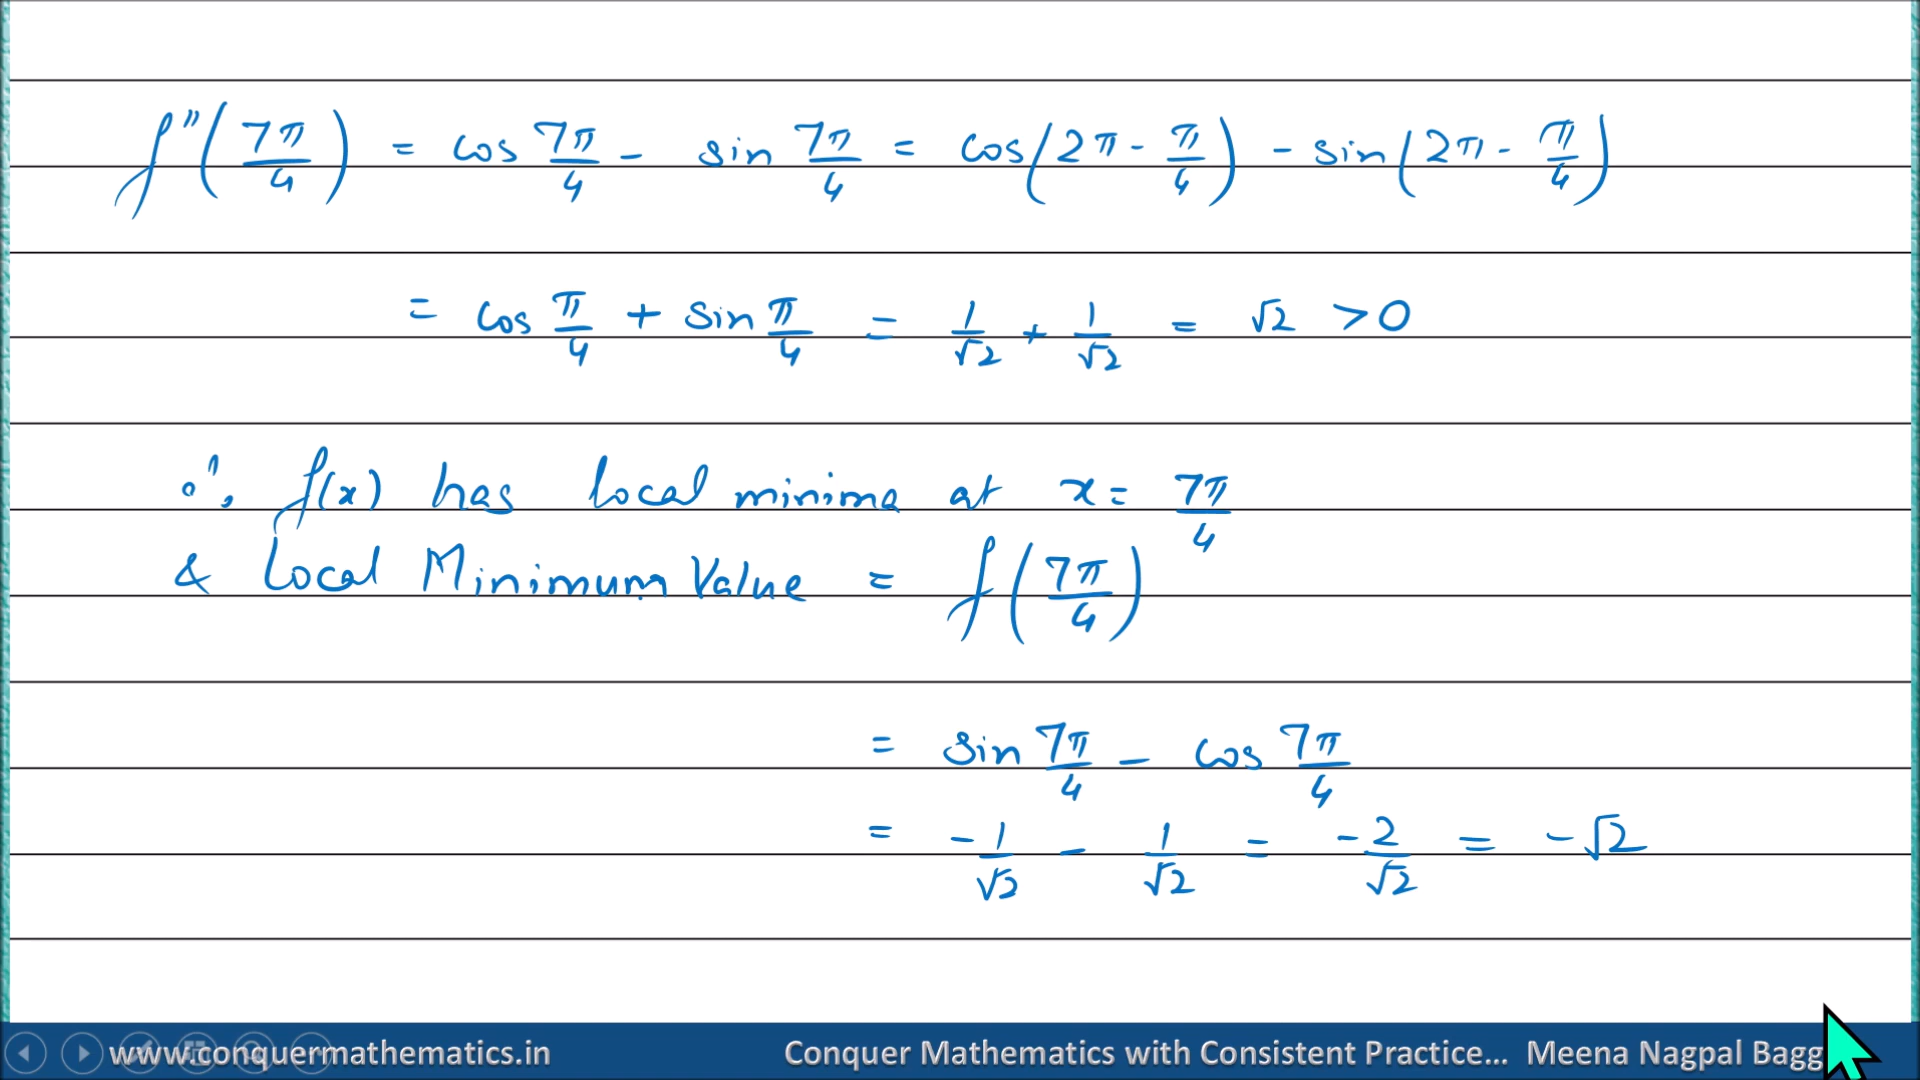 f''(7π/4) = cos 7π/4 - sin 7π/4 = cos(2π - π/4) - sin(2π - π/4)
= cos π/4 + sin π/4 = 1/√2 + 1/√2 = √2 > 0
∴ f(x) has local minima at x = 7π/4
& Local Minimum Value = f(7π/4)
= sin 7π/4 - cos 7π/4
= -1/√2 - 1/√2 = -2/√2 = -√2
www.conquermathematics.in Conquer Mathematics with Consistent Practice... Meena Nagpal